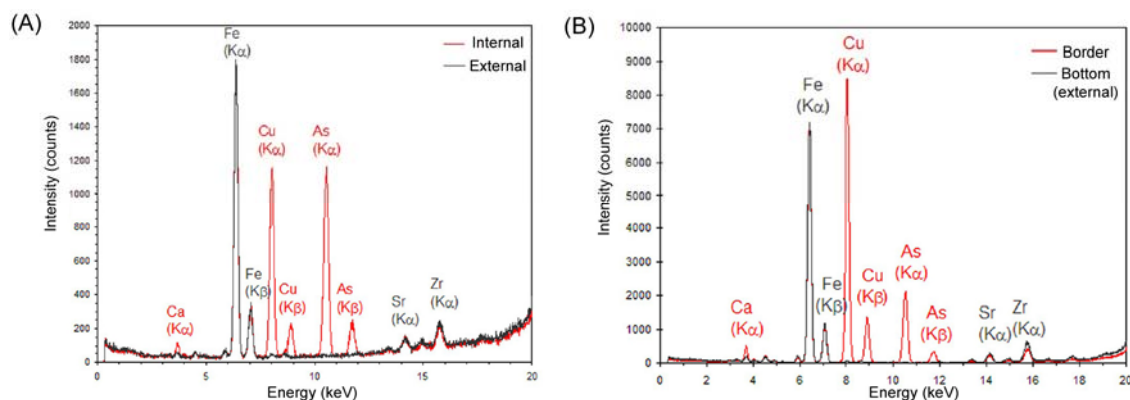 (A)
2000
1800
1600
1400
1200
1000
800
600
400
200
0
Intensity (counts)
Fe
(Kα)
Internal
External
Cu
(Kα)
As
(Kα)
Fe
(Kβ)
Cu
(Kβ)
As
(Kβ)
Ca
(Kα)
Sr
(Kα)
Zr
(Kα)
0 5 10 15 20
Energy (keV)
(B)
10000
9000
8000
7000
6000
5000
4000
3000
2000
1000
0
Intensity (counts)
Cu
(Kα)
Border
Bottom
(external)
Fe
(Kα)
As
(Kα)
Cu
(Kβ)
Fe
(Kβ)
As
(Kβ)
Ca
(Kα)
Sr
(Kα)
Zr
(Kα)
0 2 4 6 8 10 12 14 16 18 20
Energy (keV)